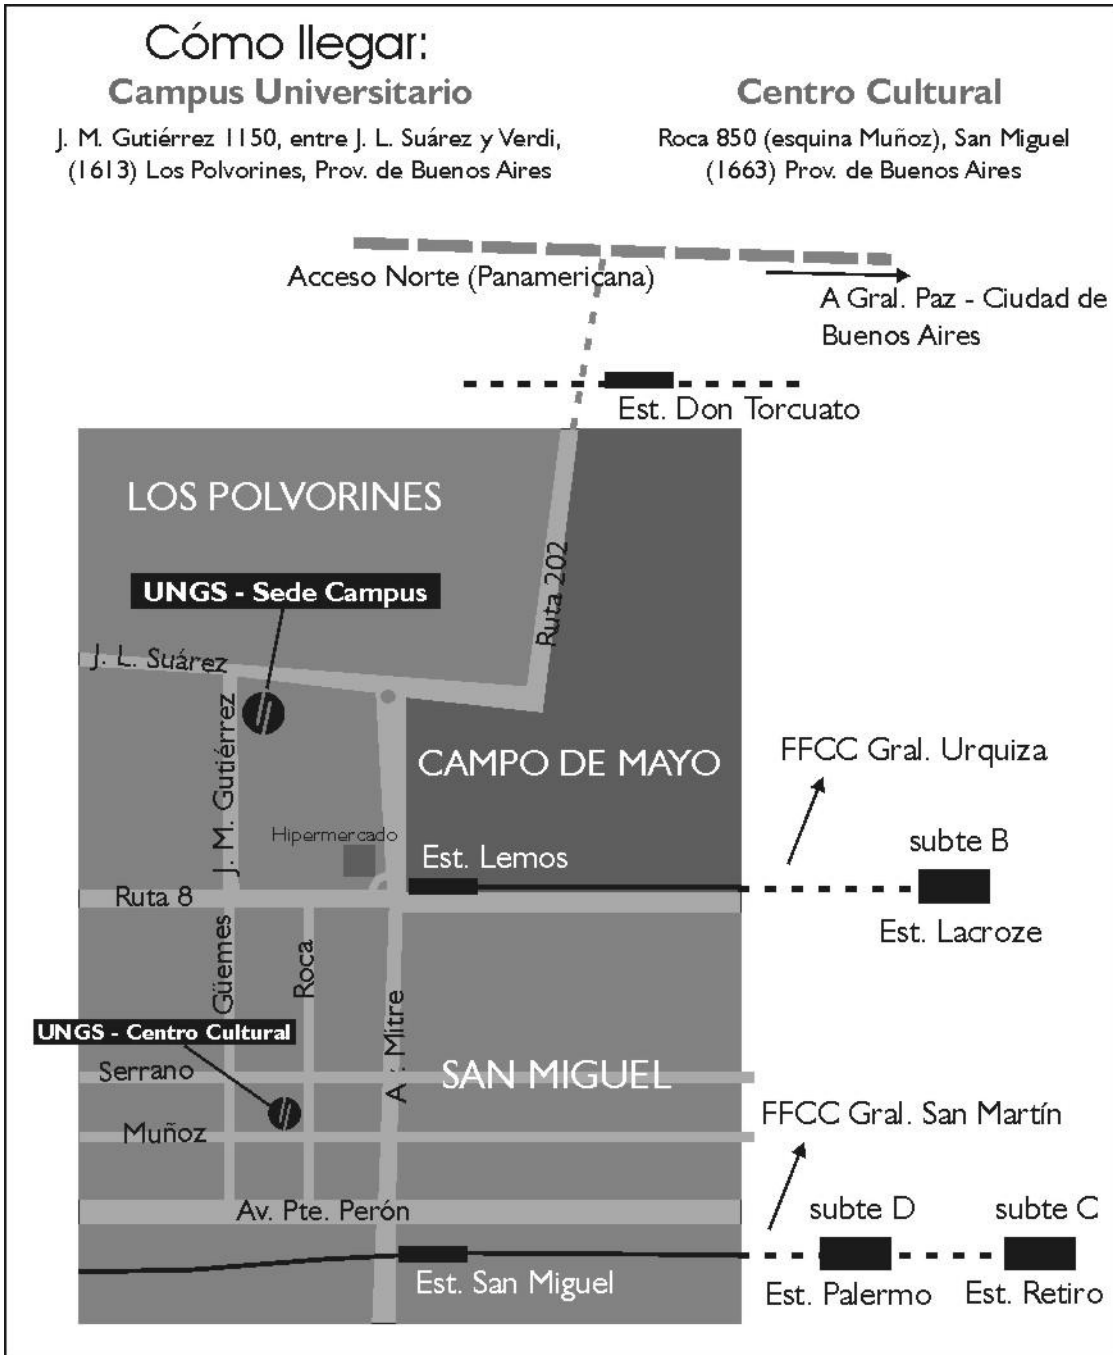 Cómo llegar:
Campus Universitario
J. M. Gutiérrez 1150, entre J. L. Suárez y Verdi,
(1613) Los Polvorines, Prov. de Buenos Aires
Centro Cultural
Roca 850 (esquina Muñoz), San Miguel
(1663) Prov. de Buenos Aires
Acceso Norte (Panamericana)
A Gral. Paz - Ciudad de
Buenos Aires
Est. Don Torcuato
LOS POLVORINES
Ruta 202
UNGS - Sede Campus
J. L. Suárez
J. M. Gutiérrez
CAMPO DE MAYO
FFCC Gral. Urquiza
Hipermercado
Est. Lemos
subte B
Ruta 8
Est. Lacroze
Güemes
Roca
A . Mitre
UNGS - Centro Cultural
Serrano
SAN MIGUEL
Muñoz
FFCC Gral. San Martín
Av. Pte. Perón
subte D
subte C
Est. San Miguel
Est. Palermo
Est. Retiro